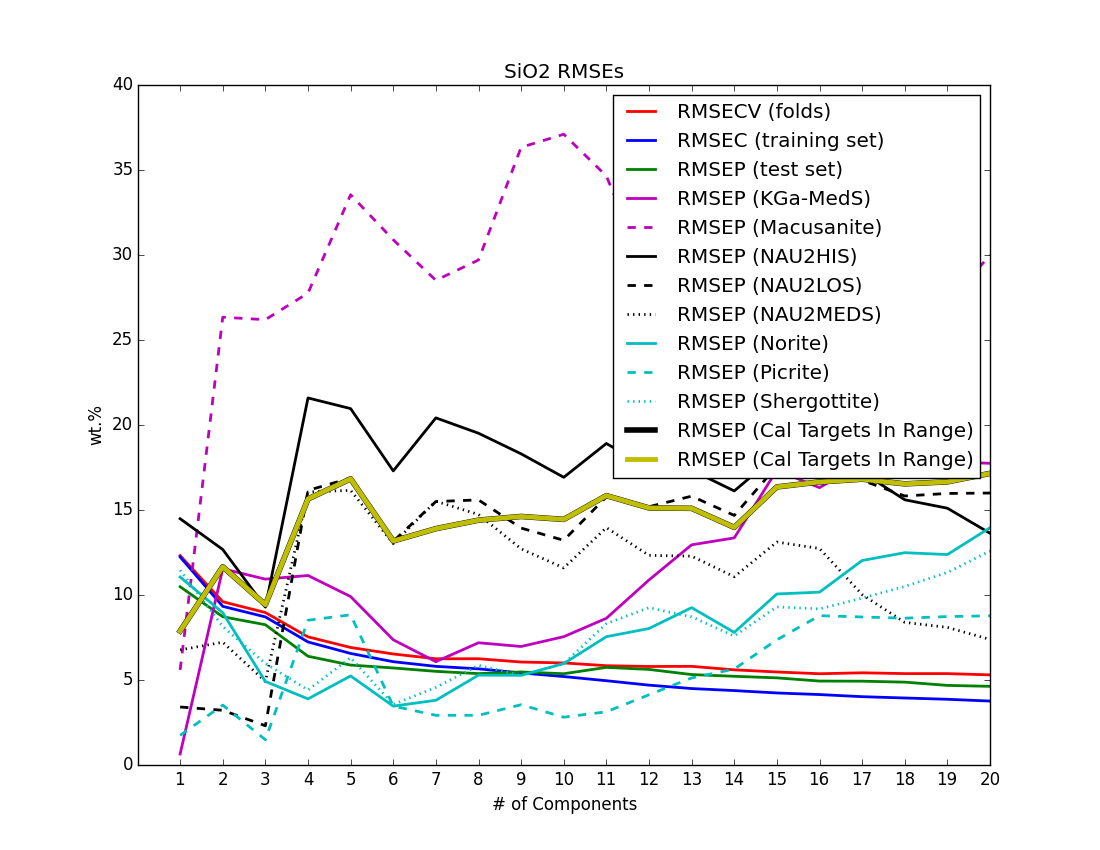 SiO2 RMSEs
40
35
30
25
20
15
10
5
0
wt.%
RMSECV (folds)
RMSEC (training set)
RMSEP (test set)
RMSEP (KGa-MedS)
RMSEP (Macusanite)
RMSEP (NAU2HIS)
RMSEP (NAU2LOS)
RMSEP (NAU2MEDS)
RMSEP (Norite)
RMSEP (Picrite)
RMSEP (Shergottite)
RMSEP (Cal Targets In Range)
RMSEP (Cal Targets In Range)
1 2 3 4 5 6 7 8 9 10 11 12 13 14 15 16 17 18 19 20
# of Components